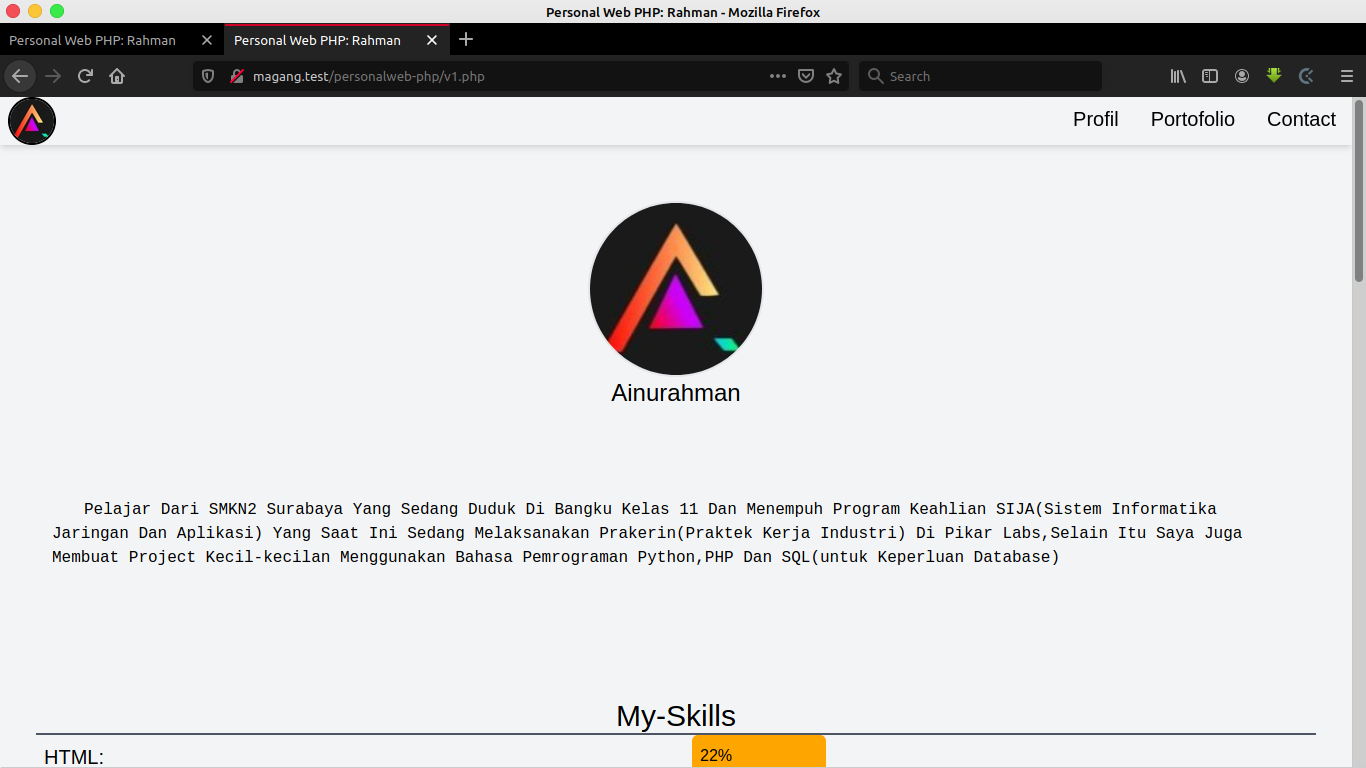 Personal Web PHP: Rahman - Mozilla Firefox
Personal Web PHP: Rahman
Personal Web PHP: Rahman
magang.test/personalweb-php/v1.php
Search
Profil
Portofolio
Contact
Ainurahman
Pelajar Dari SMKN2 Surabaya Yang Sedang Duduk Di Bangku Kelas 11 Dan Menempuh Program Keahlian SIJA(Sistem Informatika
Jaringan Dan Aplikasi) Yang Saat Ini Sedang Melaksanakan Prakerin(Praktek Kerja Industri) Di Pikar Labs,Selain Itu Saya Juga
Membuat Project Kecil-kecilan Menggunakan Bahasa Pemrograman Python,PHP Dan SQL(untuk Keperluan Database)
My-Skills
HTML:
22%